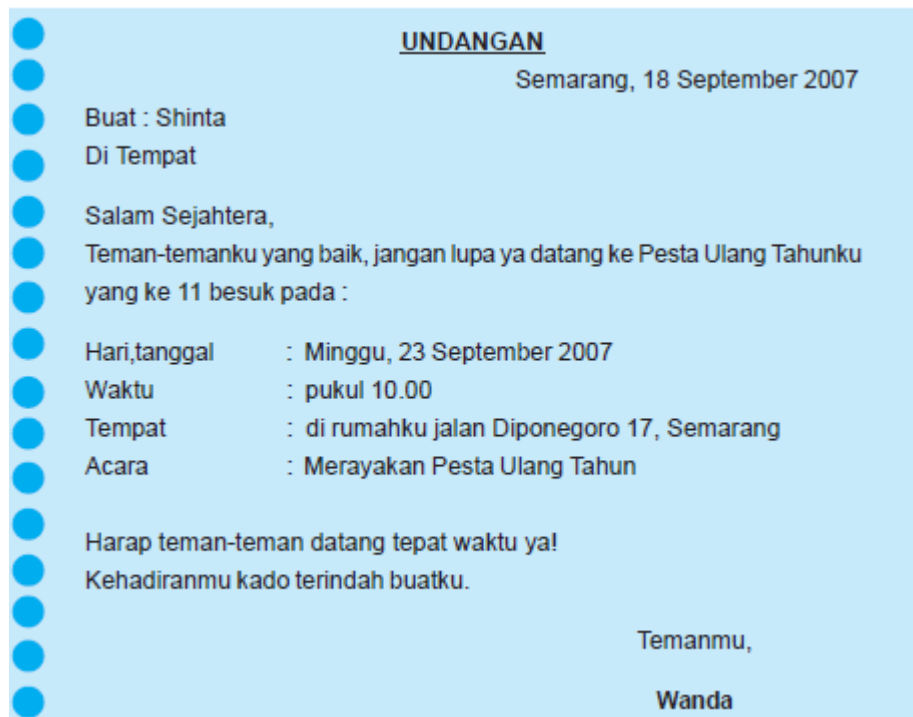 UNDANGAN
Semarang, 18 September 2007
Buat : Shinta
Di Tempat
Salam Sejahtera,
Teman-temanku yang baik, jangan lupa ya datang ke Pesta Ulang Tahunku
yang ke 11 besuk pada :
Hari,tanggal : Minggu, 23 September 2007
Waktu : pukul 10.00
Tempat : di rumahku jalan Diponegoro 17, Semarang
Acara : Merayakan Pesta Ulang Tahun
Harap teman-teman datang tepat waktu ya!
Kehadiranmu kado terindah buatku.
Temanmu,
Wanda